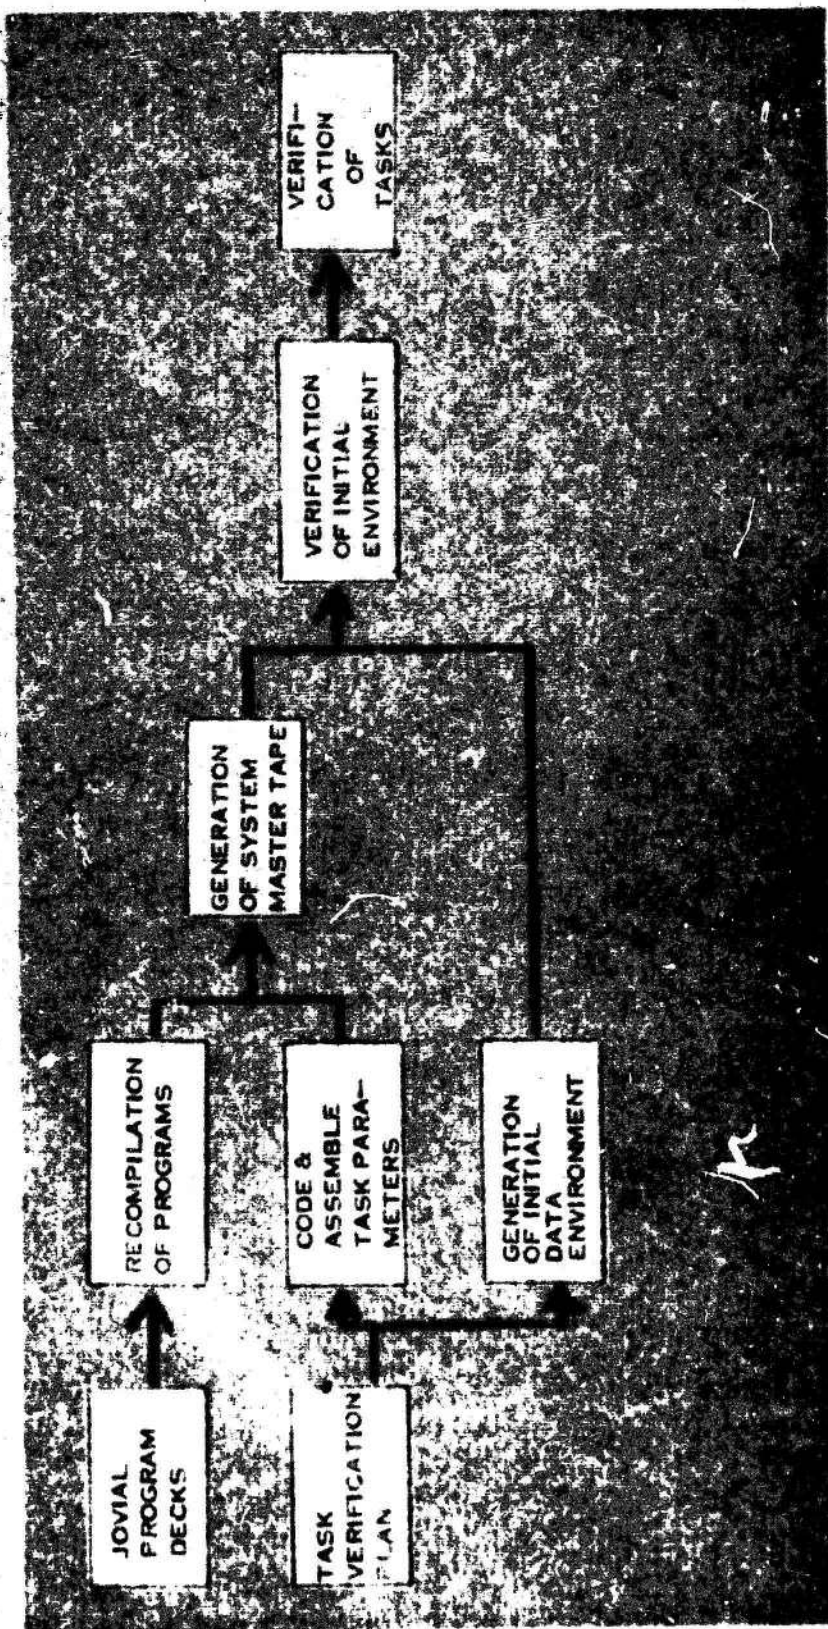 JOVIAL
PROGRAM
DECKS
RECOMPILATION
OF PROGRAMS
TASK
VERIFICATION
PLAN
CODE &
ASSEMBLE
TASK PARA—
METERS
GENERATION
OF INITIAL
DATA
ENVIRONMENT
GENERATION
OF SYSTEM
MASTER TAPE
VERIFICATION
OF INITIAL
ENVIRONMENT
VERIFI—
CATION
OF
TASKS